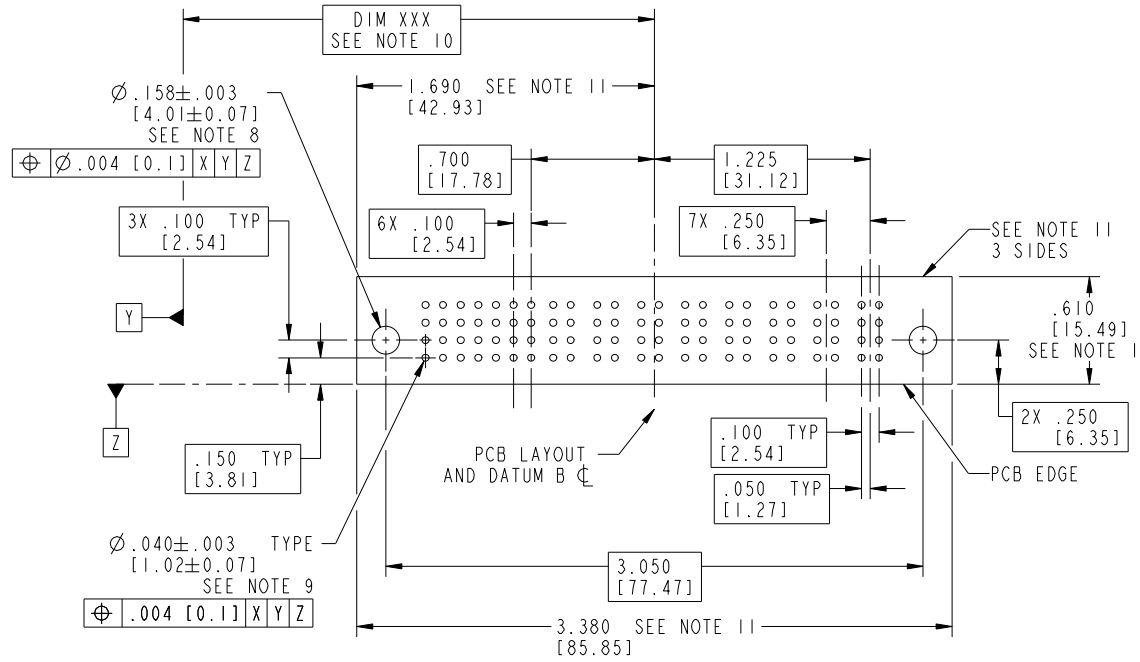 DIM XXX
SEE NOTE 10
1.690 SEE NOTE 11
[42.93]
Ø.158±.003
[4.01±0.07]
SEE NOTE 8
⌖ Ø.004 [0.1] X Y Z
.700
[17.78]
1.225
[31.12]
3X .100 TYP
[2.54]
6X .100
[2.54]
7X .250
[6.35]
SEE NOTE 11
3 SIDES
Y
.610
[15.49]
SEE NOTE 1
Z
.150 TYP
[3.81]
PCB LAYOUT
AND DATUM B ℄
.100 TYP
[2.54]
2X .250
[6.35]
PCB EDGE
.050 TYP
[1.27]
Ø.040±.003 TYPE
[1.02±0.07]
SEE NOTE 9
⌖ .004 [0.1] X Y Z
3.050
[77.47]
3.380 SEE NOTE 11
[85.85]